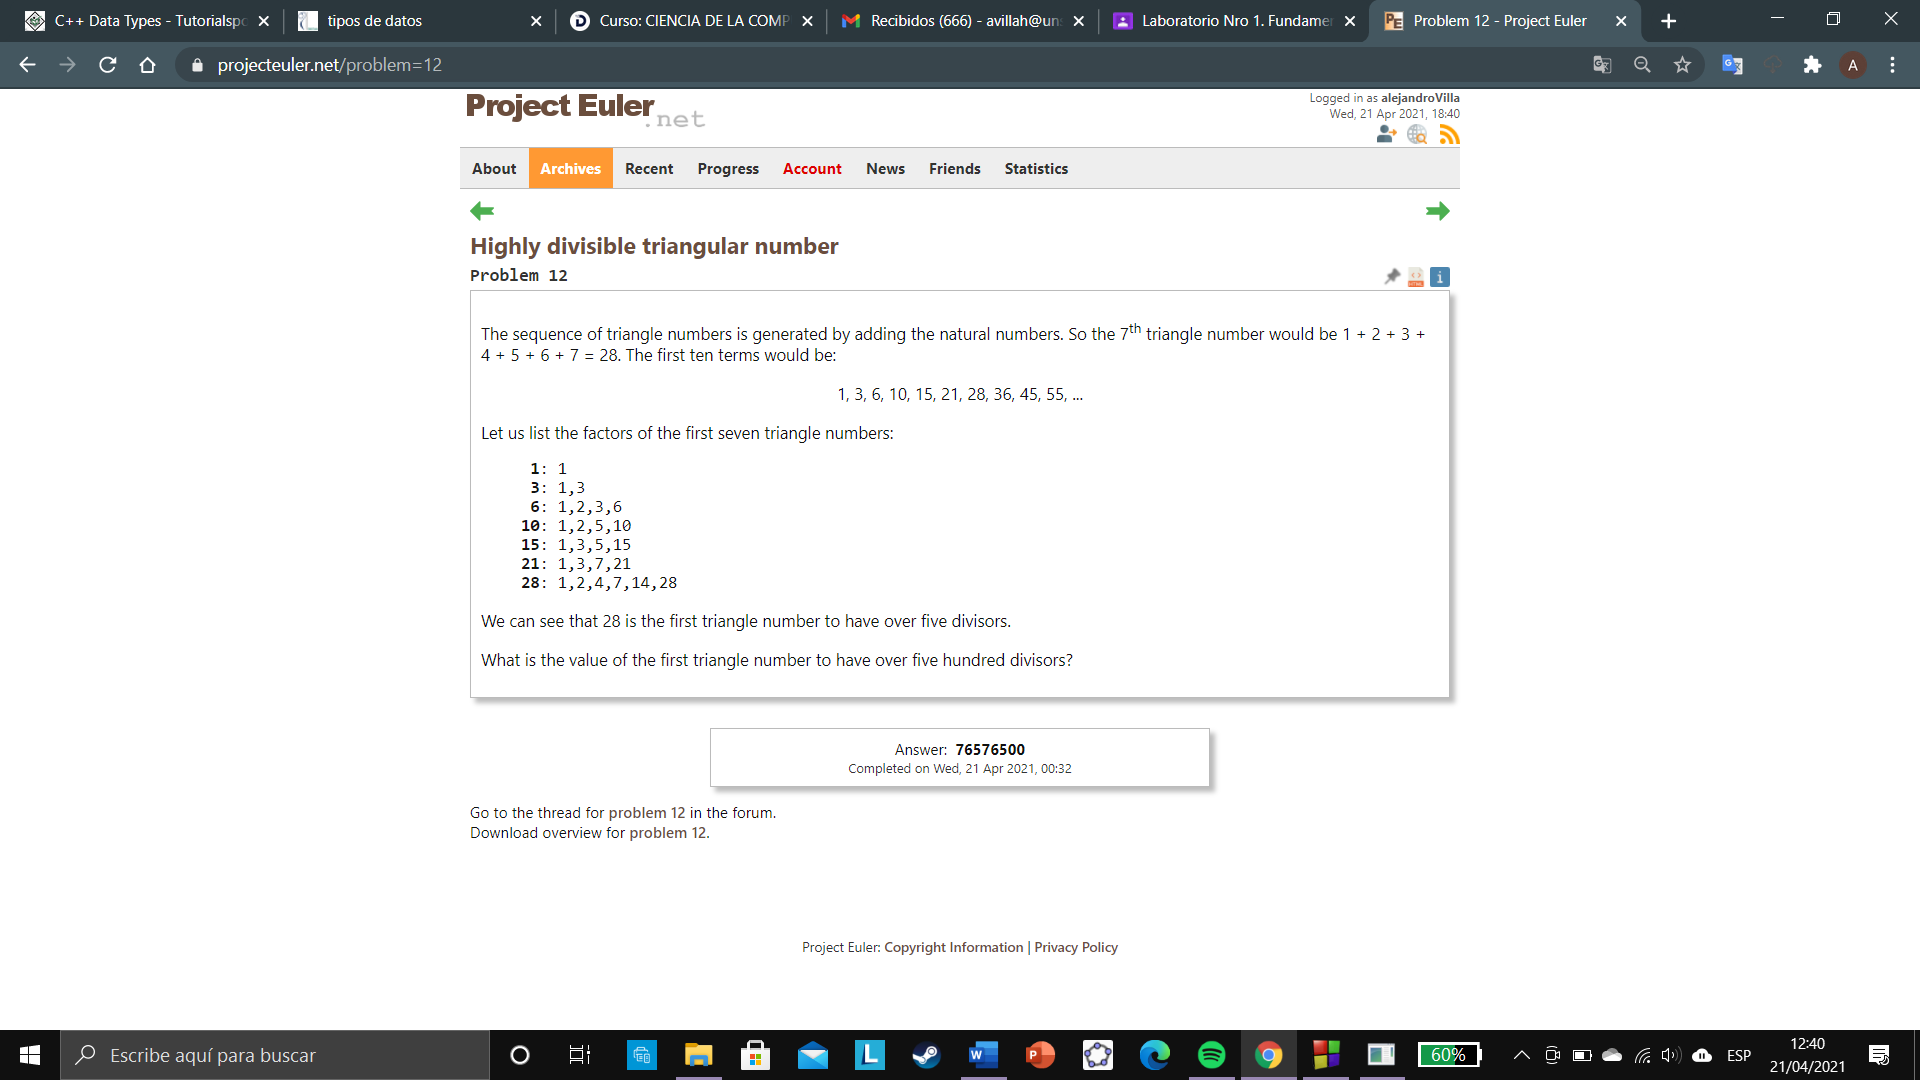 C++ Data Types - Tutorialspo
tipos de datos
Curso: CIENCIA DE LA COMP
Recibidos (666) - avillah@un
Laboratorio Nro 1. Fundamen
Problem 12 - Project Euler
projecteuler.net/problem=12
A
Project Euler
.net
Logged in as alejandroVilla
Wed, 21 Apr 2021, 18:40
About Archives Recent Progress Account News Friends Statistics
Highly divisible triangular number
Problem 12
The sequence of triangle numbers is generated by adding the natural numbers. So the 7th triangle number would be 1 + 2 + 3 +
4 + 5 + 6 + 7 = 28. The first ten terms would be:
1, 3, 6, 10, 15, 21, 28, 36, 45, 55, ...
Let us list the factors of the first seven triangle numbers:
1: 1
3: 1,3
6: 1,2,3,6
10: 1,2,5,10
15: 1,3,5,15
21: 1,3,7,21
28: 1,2,4,7,14,28
We can see that 28 is the first triangle number to have over five divisors.
What is the value of the first triangle number to have over five hundred divisors?
Answer: 76576500
Completed on Wed, 21 Apr 2021, 00:32
Go to the thread for problem 12 in the forum.
Download overview for problem 12.
Project Euler: Copyright Information | Privacy Policy
Escribe aquí para buscar
60%
ESP
12:40
21/04/2021